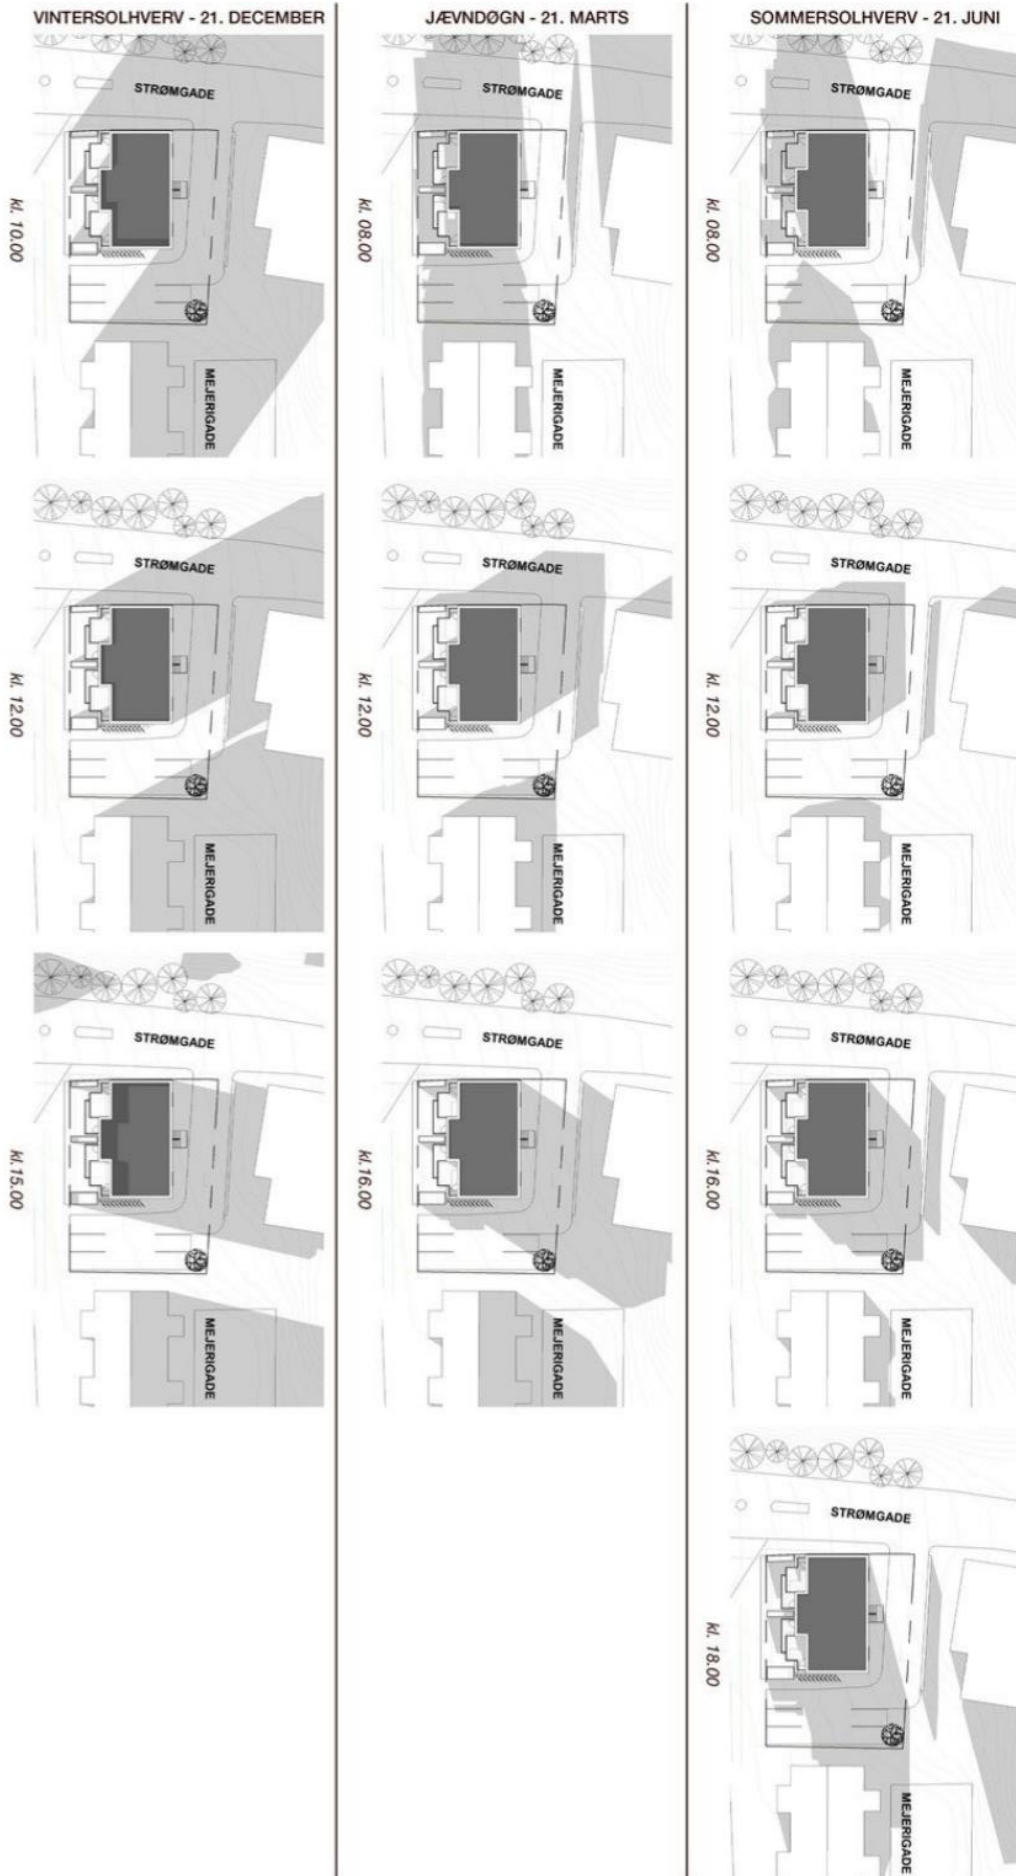 VINTERSOLHVERV - 21. DECEMBER
JÆVNDØGN - 21. MARTS
SOMMERSOLHVERV - 21. JUNI
STRØMGADE
kl. 10.00
MEJERIGADE
STRØMGADE
kl. 08.00
MEJERIGADE
STRØMGADE
kl. 08.00
MEJERIGADE
STRØMGADE
kl. 12.00
MEJERIGADE
STRØMGADE
kl. 12.00
MEJERIGADE
STRØMGADE
kl. 12.00
MEJERIGADE
STRØMGADE
kl.15.00
MEJERIGADE
STRØMGADE
kl.16.00
MEJERIGADE
STRØMGADE
kl.16.00
MEJERIGADE
STRØMGADE
kl. 18.00
MEJERIGADE